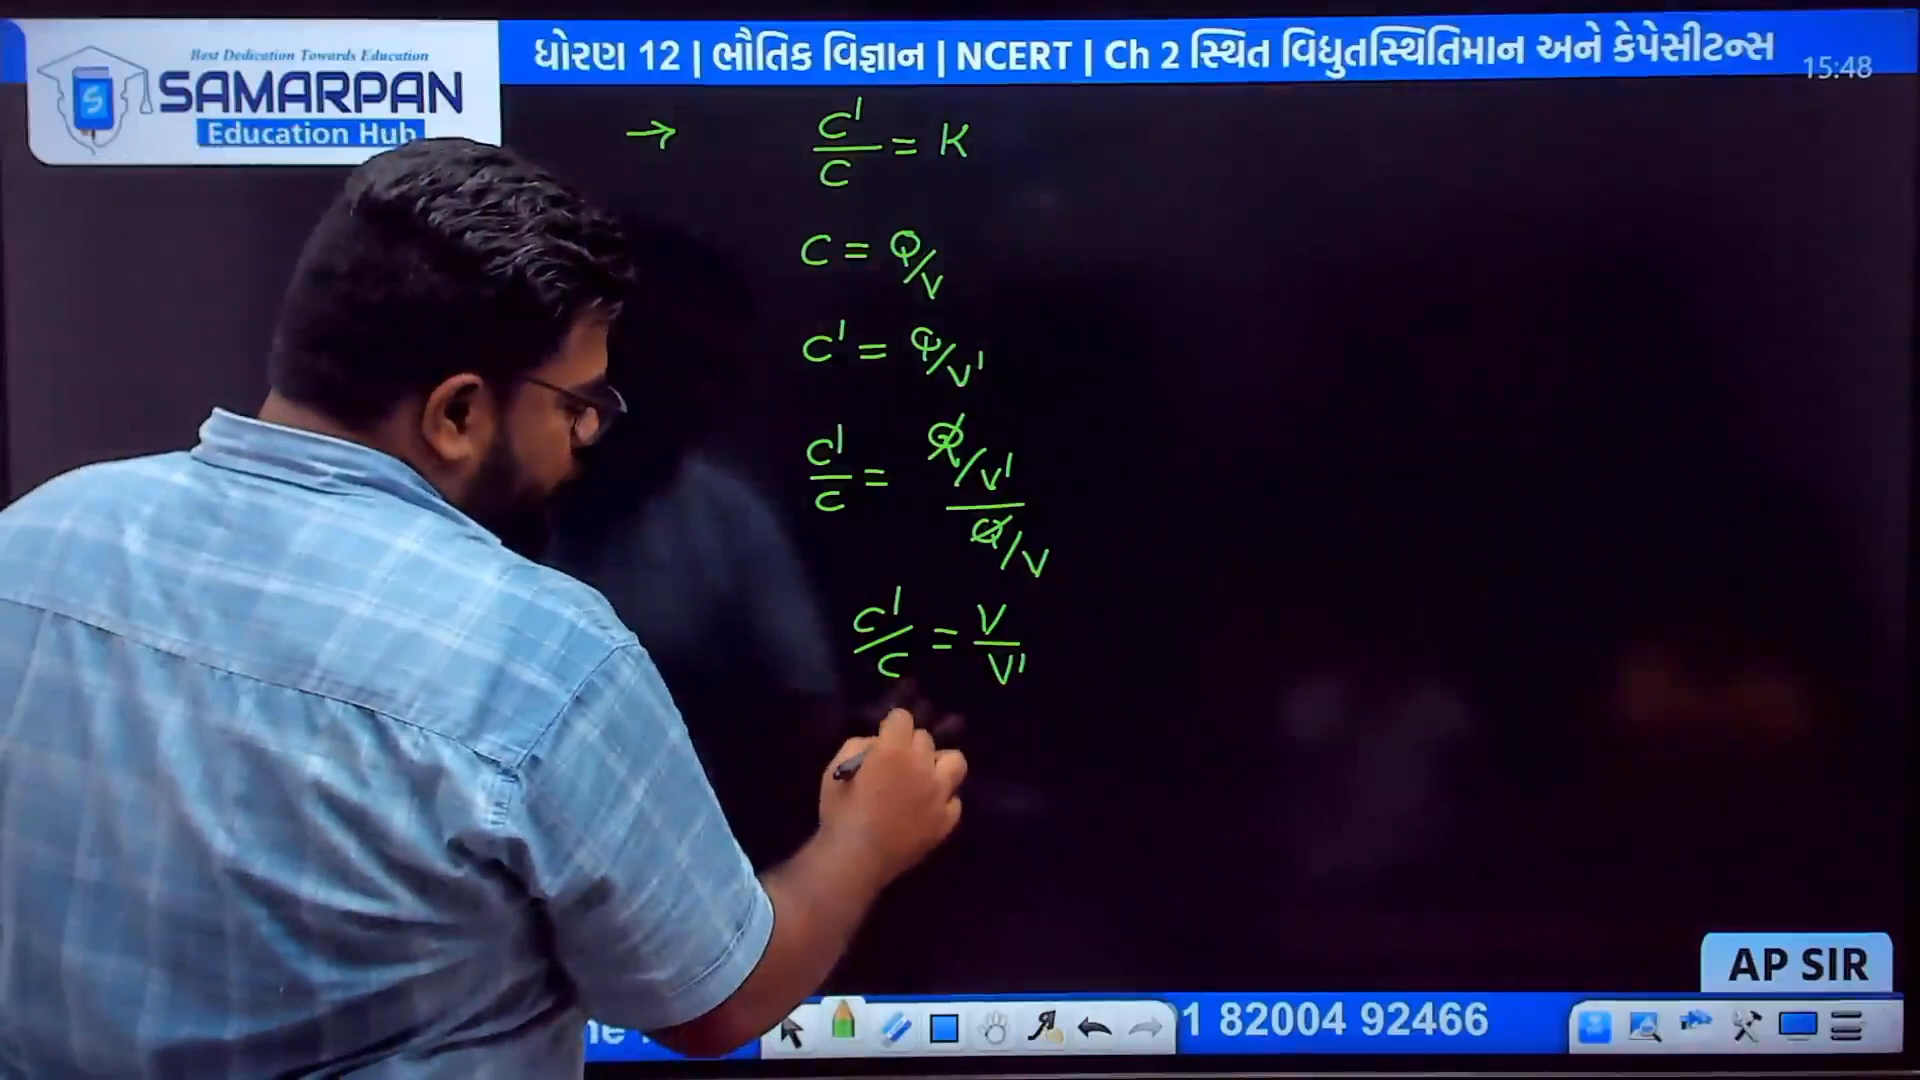 Best Dedication Towards Education
SAMARPAN
Education Hub
ધોરણ 12 | ભૌતિક વિજ્ઞાન | NCERT | Ch 2 સ્થિત વિદ્યુતસ્થિતિમાન અને કેપેસીટન્સ
15:48
→ C'/C = K
C = Q/V
C' = Q/V'
C'/C = Q/V' / Q/V
C'/C = V/V'
AP SIR
1 82004 92466